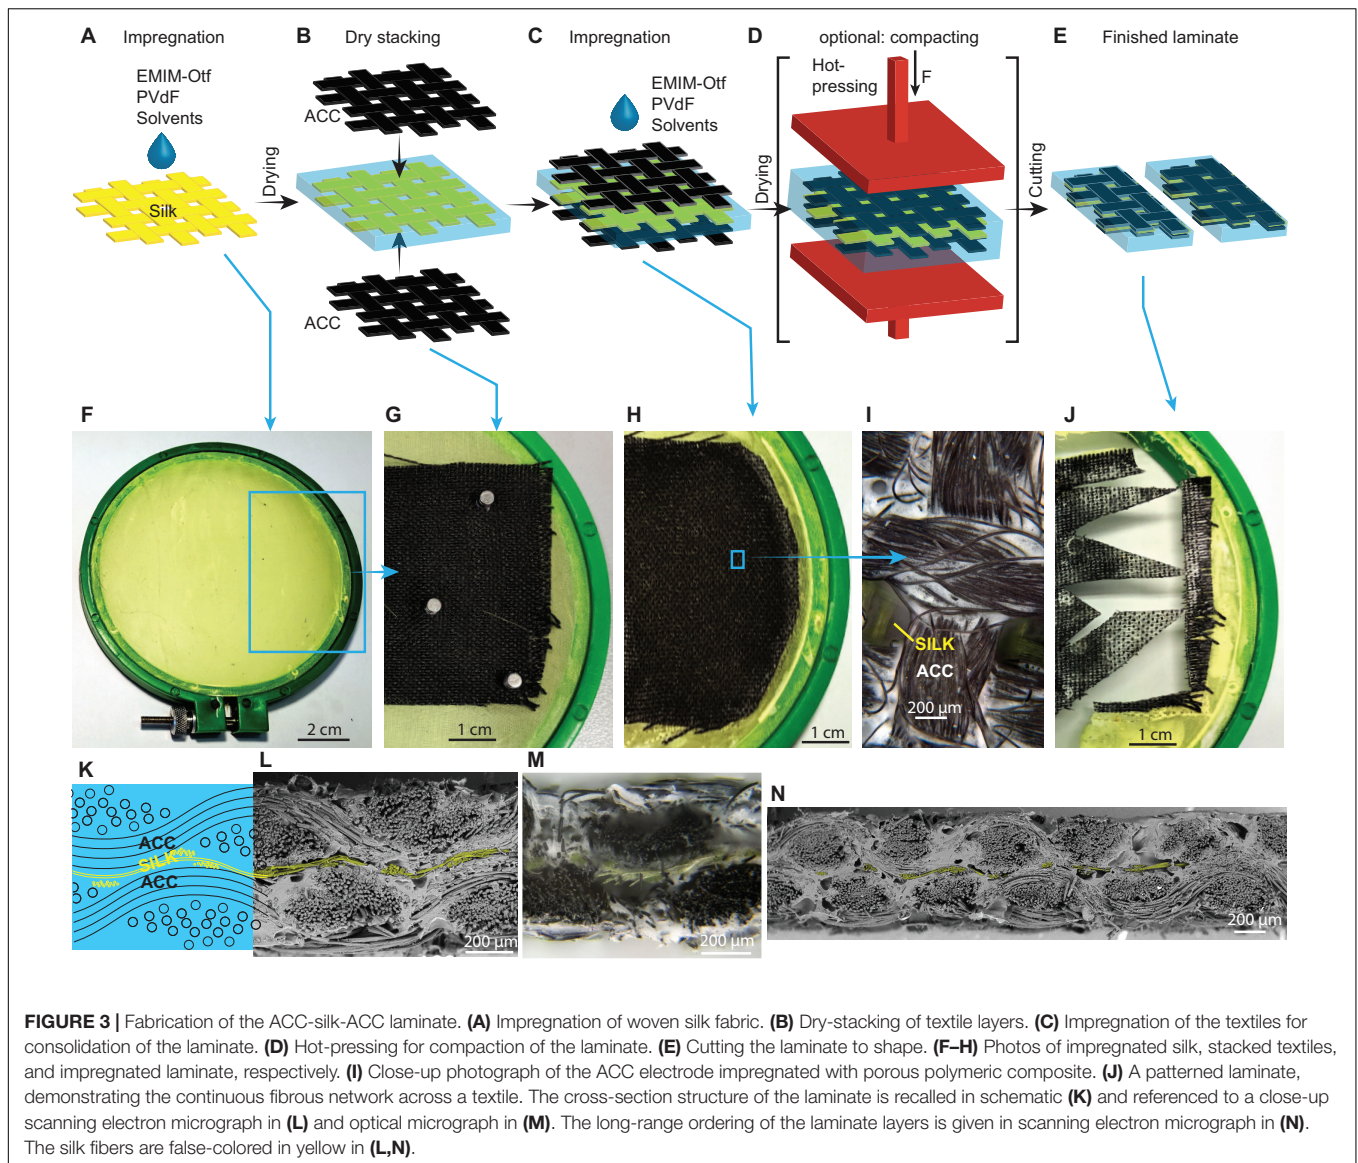 A Impregnation
B Dry stacking
C Impregnation
D optional: compacting
E Finished laminate
EMIM-Otf
PVdF
Solvents
Silk
Drying
ACC
ACC
EMIM-Otf
PVdF
Solvents
Drying
Hot-
pressing
F
Cutting
F
2 cm
G
1 cm
H
1 cm
I
SILK
ACC
200 µm
J
1 cm
K
ACC
SILK
ACC
L
200 µm
M
200 µm
N
200 µm
FIGURE 3 | Fabrication of the ACC-silk-ACC laminate. (A) Impregnation of woven silk fabric. (B) Dry-stacking of textile layers. (C) Impregnation of the textiles for
consolidation of the laminate. (D) Hot-pressing for compaction of the laminate. (E) Cutting the laminate to shape. (F–H) Photos of impregnated silk, stacked textiles,
and impregnated laminate, respectively. (I) Close-up photograph of the ACC electrode impregnated with porous polymeric composite. (J) A patterned laminate,
demonstrating the continuous fibrous network across a textile. The cross-section structure of the laminate is recalled in schematic (K) and referenced to a close-up
scanning electron micrograph in (L) and optical micrograph in (M). The long-range ordering of the laminate layers is given in scanning electron micrograph in (N).
The silk fibers are false-colored in yellow in (L,N).